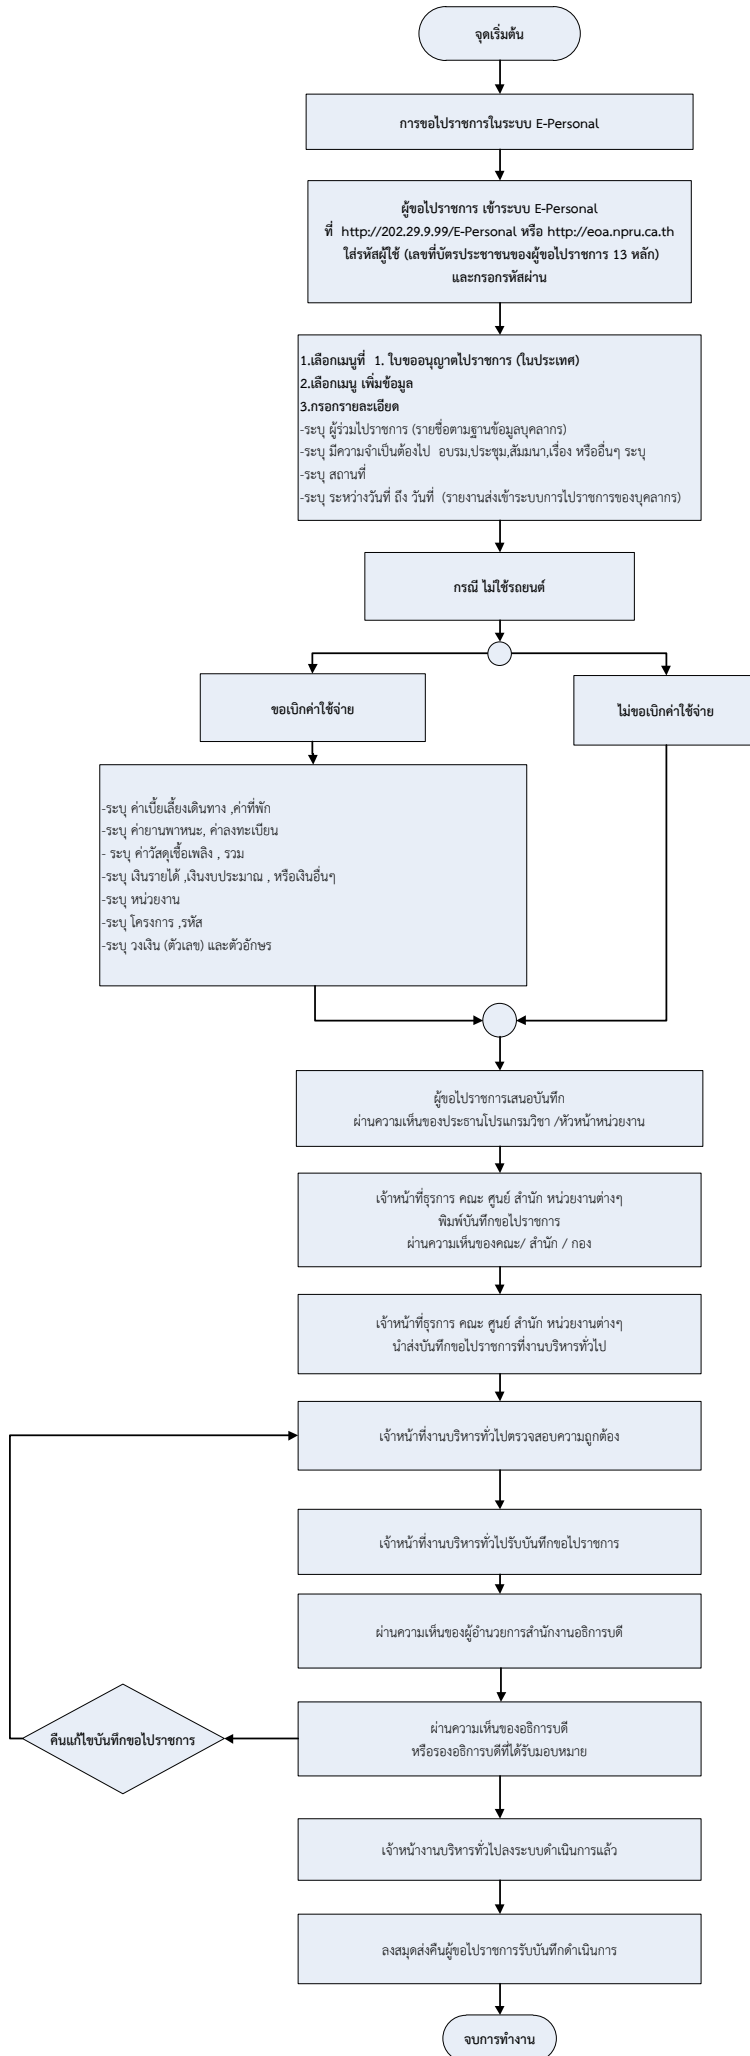 จุดเริ่มต้น
การขอไปราชการในระบบ E-Personal
ผู้ขอไปราชการ เข้าระบบ E-Personal
ที่ http://202.29.9.99/E-Personal หรือ http://eoa.npru.ca.th
ใส่รหัสผู้ใช้ (เลขที่บัตรประชาชนของผู้ขอไปราชการ 13 หลัก)
และกรอกรหัสผ่าน
1.เลือกเมนูที่ 1. ใบขออนุญาตไปราชการ (ในประเทศ)
2.เลือกเมนู เพิ่มข้อมูล
3.กรอกรายละเอียด
-ระบุ ผู้ร่วมไปราชการ (รายชื่อตามฐานข้อมูลบุคลากร)
-ระบุ มีความจำเป็นต้องไป อบรม,ประชุม,สัมมนา,เรื่อง หรืออื่นๆ ระบุ
-ระบุ สถานที่
-ระบุ ระหว่างวันที่ ถึง วันที่ (รายงานส่งเข้าระบบการไปราชการของบุคลากร)
กรณี ไม่ใช้รถยนต์
ขอเบิกค่าใช้จ่าย
ไม่ขอเบิกค่าใช้จ่าย
-ระบุ ค่าเบี้ยเลี้ยงเดินทาง ,ค่าที่พัก
-ระบุ ค่ายานพาหนะ, ค่าลงทะเบียน
- ระบุ ค่าวัสดุเชื้อเพลิง , รวม
-ระบุ เงินรายได้ ,เงินงบประมาณ , หรือเงินอื่นๆ
-ระบุ หน่วยงาน
-ระบุ โครงการ ,รหัส
-ระบุ วงเงิน (ตัวเลข) และตัวอักษร
ผู้ขอไปราชการเสนอบันทึก
ผ่านความเห็นของประธานโปรแกรมวิชา /หัวหน้าหน่วยงาน
เจ้าหน้าที่ธุรการ คณะ ศูนย์ สำนัก หน่วยงานต่างๆ
พิมพ์บันทึกขอไปราชการ
ผ่านความเห็นของคณะ/ สำนัก / กอง
เจ้าหน้าที่ธุรการ คณะ ศูนย์ สำนัก หน่วยงานต่างๆ
นำส่งบันทึกขอไปราชการที่งานบริหารทั่วไป
เจ้าหน้าที่งานบริหารทั่วไปตรวจสอบความถูกต้อง
เจ้าหน้าที่งานบริหารทั่วไปรับบันทึกขอไปราชการ
ผ่านความเห็นของผู้อำนวยการสำนักงานอธิการบดี
ผ่านความเห็นของอธิการบดี
หรือรองอธิการบดีที่ได้รับมอบหมาย
คืนแก้ไขบันทึกขอไปราชการ
เจ้าหน้างานบริหารทั่วไปลงระบบดำเนินการแล้ว
ลงสมุดส่งคืนผู้ขอไปราชการรับบันทึกดำเนินการ
จบการทำงาน